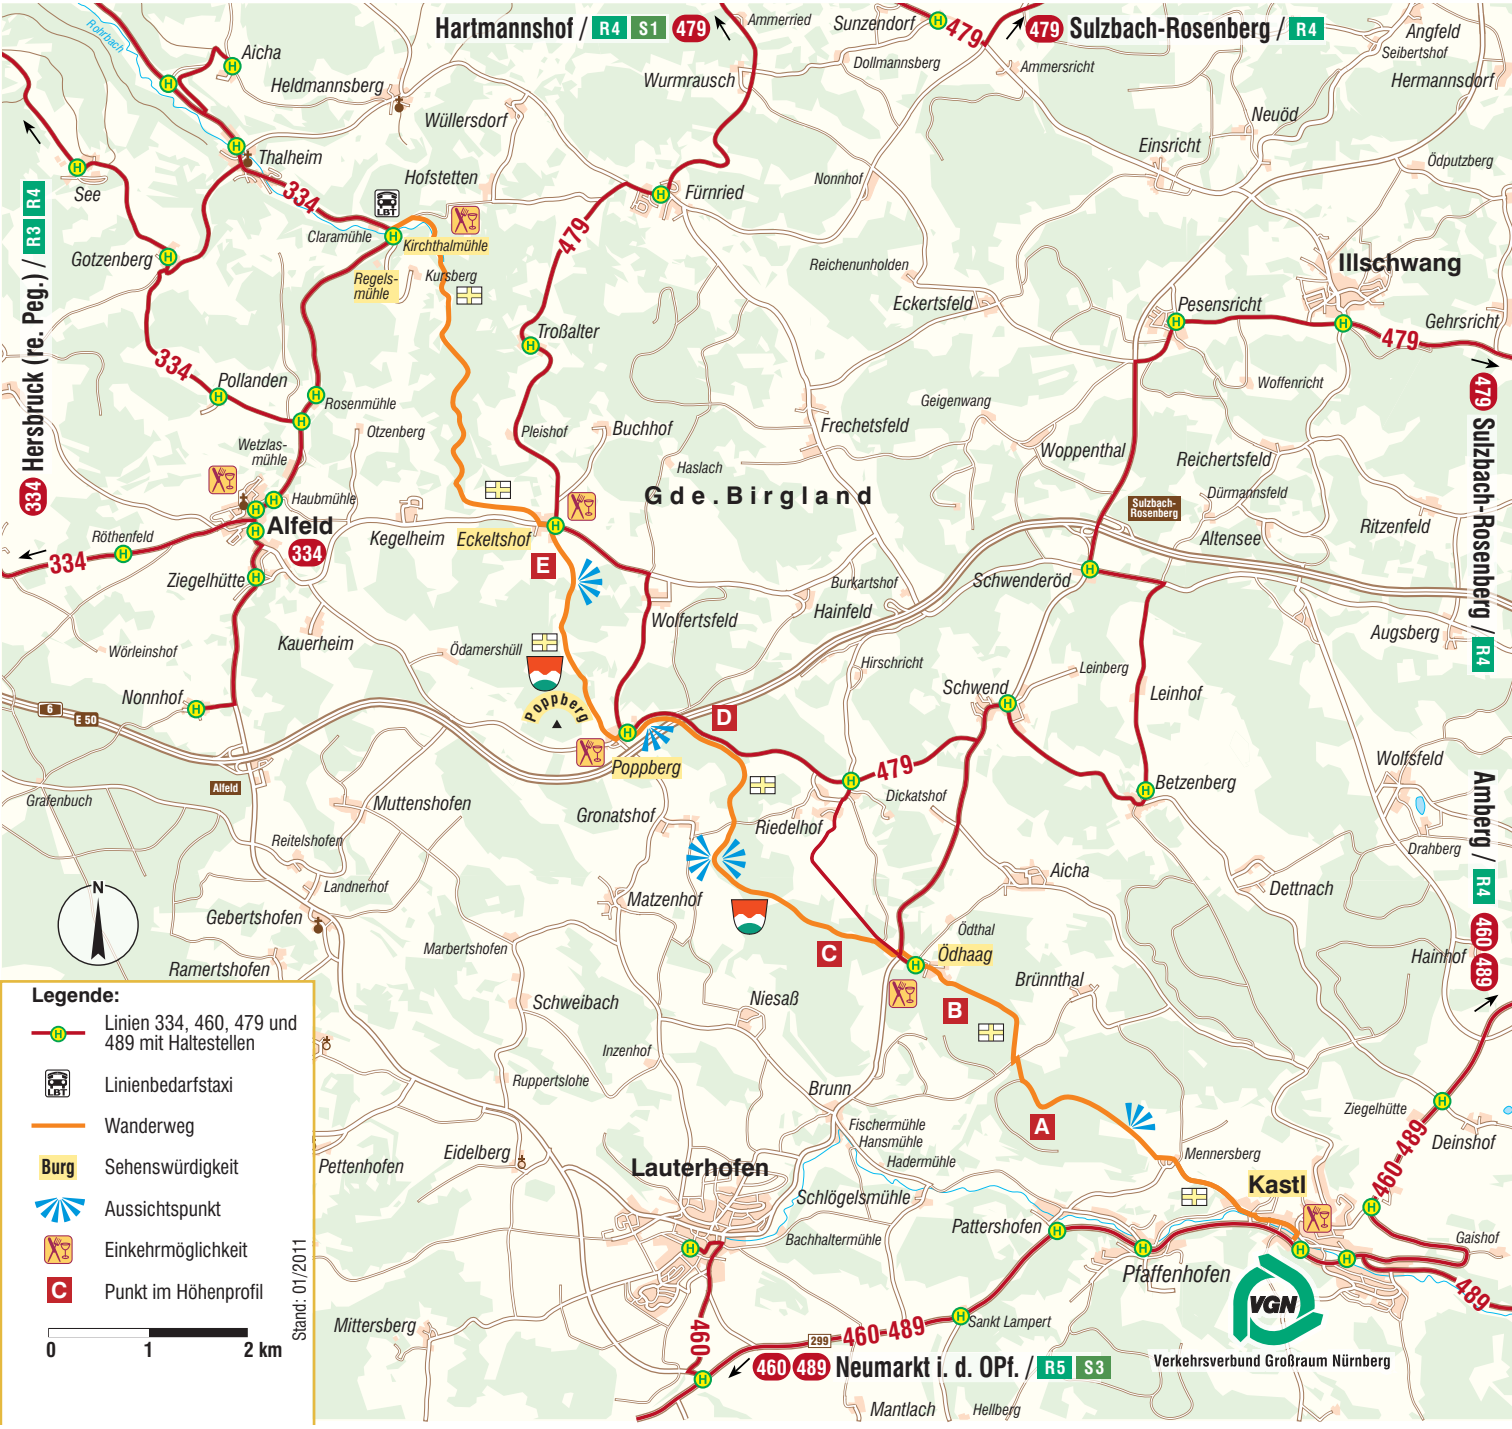 Hartmannshof / R4 S1 479
Ammerried
Sunzendorf
479
479 Sulzbach-Rosenberg / R4
Angfeld
Seibertshof
Hermannsdorf
Rohrbach
Aicha
Heldmannsberg
Wüllersdorf
Wurmrausch
Dollmannsberg
Ammersricht
Neuöd
Einsricht
Ödputzberg
Thalheim
See
Hofstetten
334
LBT
Fürnried
Nonnhof
Claramühle
Kirchthalmühle
479
Gotzenberg
Regels-
mühle
Kursberg
Reichenunholden
Eckertsfeld
Illschwang
Pesensricht
Gehrsricht
479
334 Hersbruck (re. Peg.) / R3 R4
Troßalter
334
Pollanden
Rosenmühle
Woffenricht
Geigenwang
Otzenberg
Pleishof
Buchhof
Frechetsfeld
Woppenthal
Reichertsfeld
Wetzlas-
mühle
Haslach
Gde. Birgland
Haubmühle
Dürmannsfeld
Sulzbach-
Rosenberg
Ritzenfeld
Altensee
Alfeld
334
Röthenfeld
334
Kegelheim
Eckeltshof
E
479 Sulzbach-Rosenberg / R4
Ziegelhütte
Burkartshof
Hainfeld
Schwenderöd
Wolfertsfeld
Augsberg
Kauerheim
Wörleinshof
Ödamershüll
Hirschricht
Leinberg
Schwend
Leinhof
Nonnhof
6
E 50
Poppberg
D
Poppberg
479
Wolfsfeld
Betzenberg
Dickatshof
Alfeld
Grafenbuch
Muttenshofen
Gronatshof
Riedelhof
Reitelshofen
Drahberg
Amberg / R4 460 489
Landnerhof
Aicha
Dettnach
Matzenhof
N
Gebertshofen
Marbertshofen
C
Ödthal
Ödhaag
Hainhof
Ramertshofen
Brünnthal
B
Schweibach
Niesaß
Inzenhof
Ruppertslohe
Brunn
Fischermühle
Hansmühle
Hadermühle
A
Ziegelhütte
Deinshof
460-489
Eidelberg
Pettenhofen
Lauterhofen
Mennersberg
Kastl
Schlögelsmühle
Pattershofen
Bachhaltermühle
Pfaffenhofen
Gaishof
489
VGN
Verkehrsverbund Großraum Nürnberg
Mittersberg
460
299
460-489
Sankt Lampert
460 489 Neumarkt i. d. OPf. / R5 S3
Mantlach
Hellberg
Legende:
Linien 334, 460, 479 und
489 mit Haltestellen
LBT
Linienbedarfstaxi
Wanderweg
Burg Sehenswürdigkeit
Aussichtspunkt
Einkehrmöglichkeit
C Punkt im Höhenprofil
0 1 2 km
Stand: 01/2011